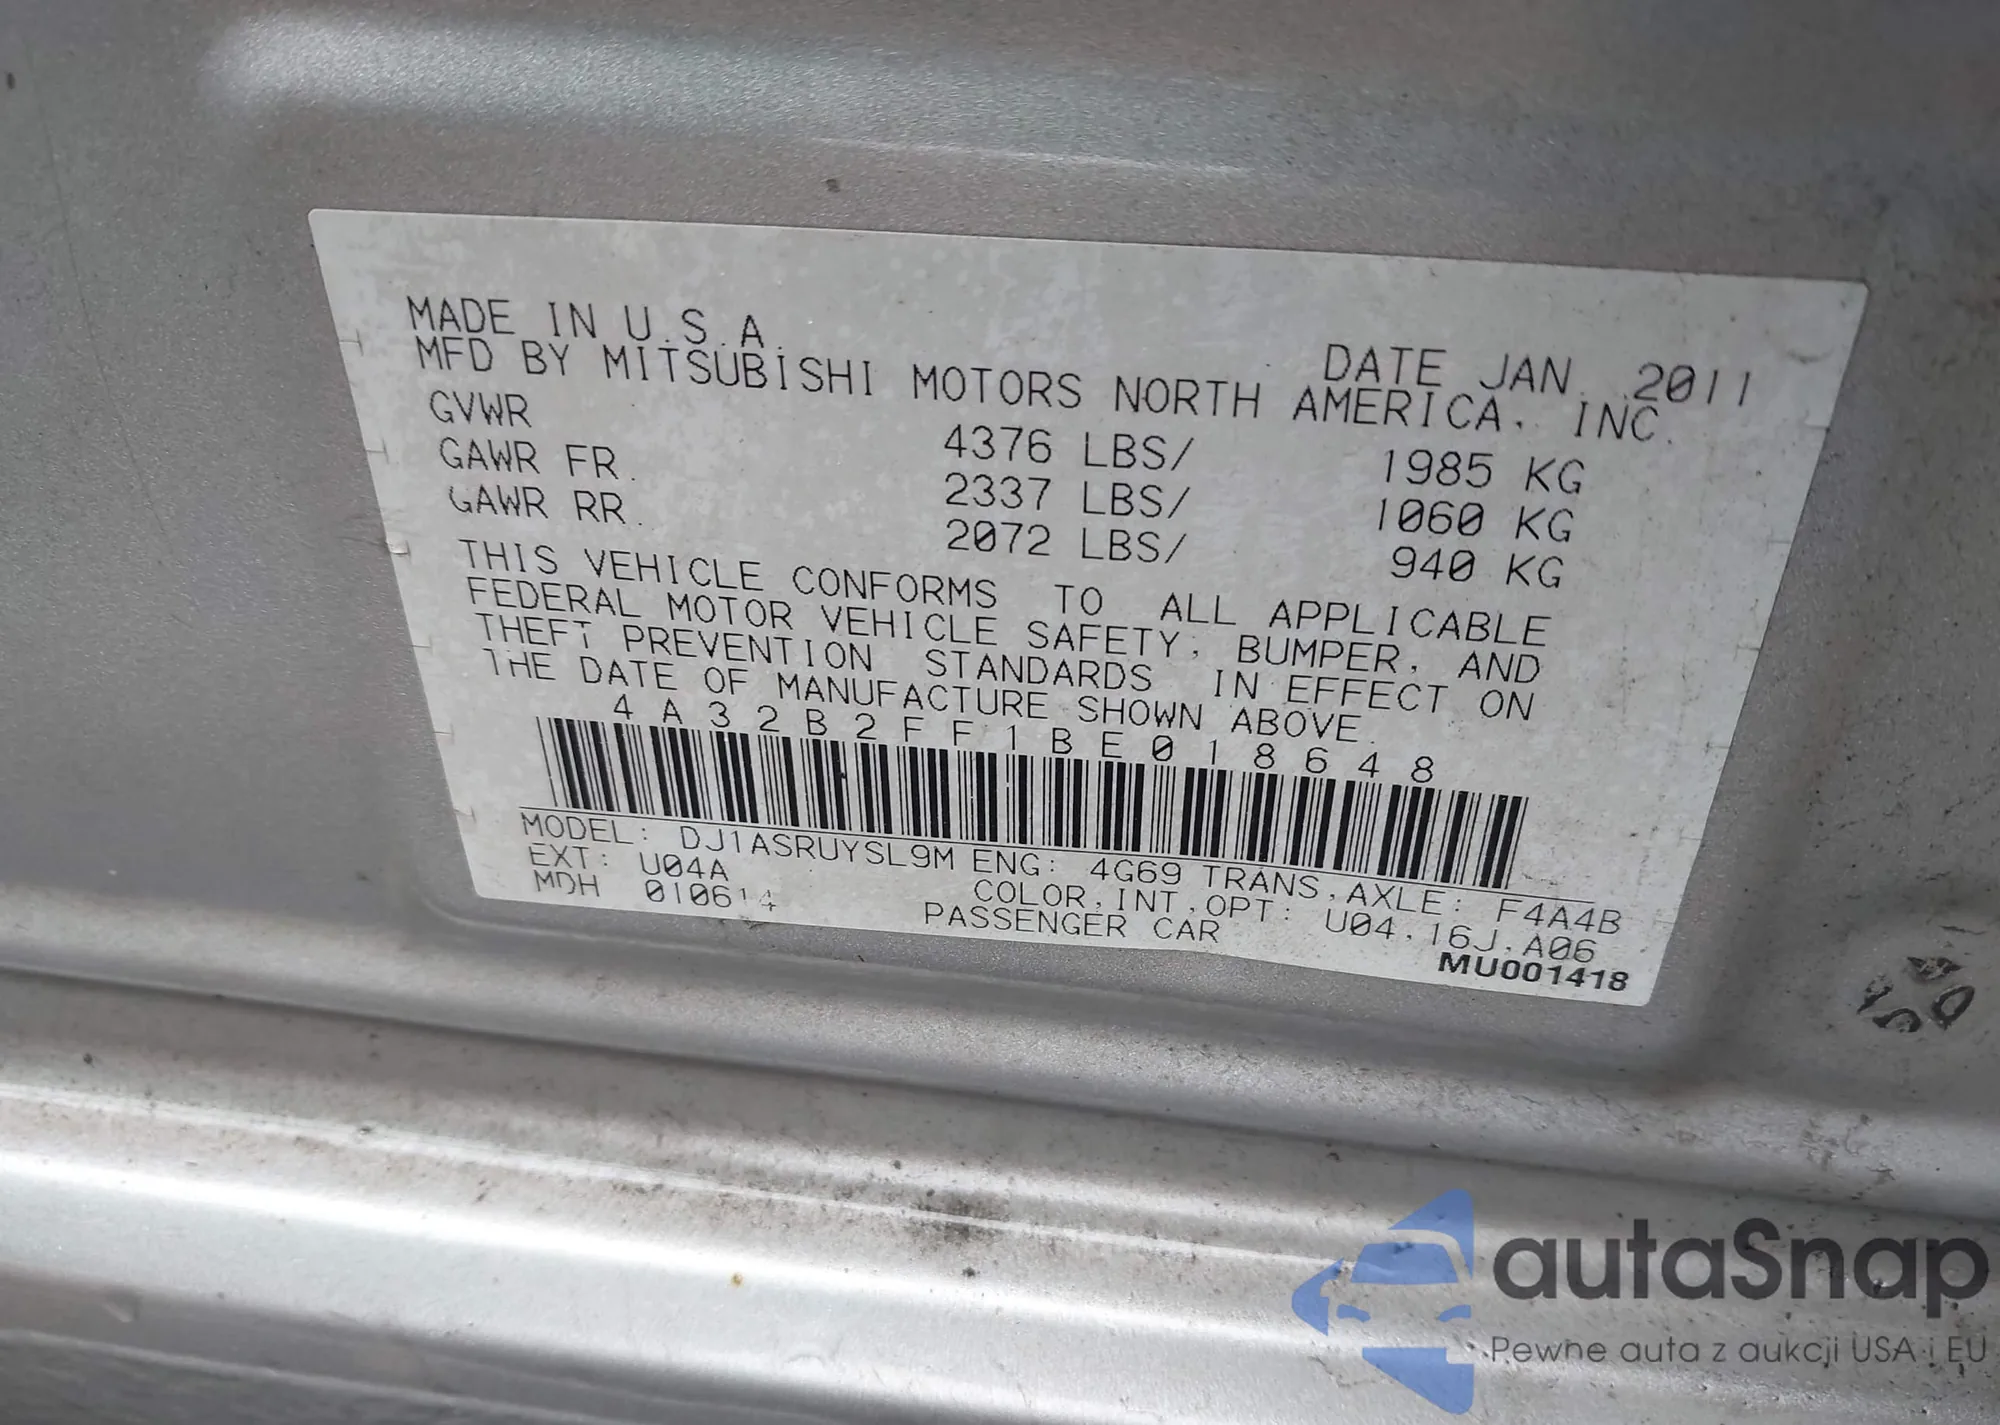 MADE IN U.S.A.
DATE JAN. 2011
MFD BY MITSUBISHI MOTORS NORTH AMERICA, INC.
GVWR 4376 LBS/ 1985 KG
GAWR FR. 2337 LBS/ 1060 KG
GAWR RR. 2072 LBS/ 940 KG
THIS VEHICLE CONFORMS TO ALL APPLICABLE
FEDERAL MOTOR VEHICLE SAFETY, BUMPER, AND
THEFT PREVENTION STANDARDS IN EFFECT ON
THE DATE OF MANUFACTURE SHOWN ABOVE.
4A32B2FF1BE018648
MODEL: DJ1ASRUYSL9M ENG: 4G69 TRANS,AXLE: F4A4B
EXT: U04A COLOR,INT,OPT: U04,16J,A06
MDH 010614 PASSENGER CAR
MU001418
autaSnap
Pewne auta z aukcji USA i EU